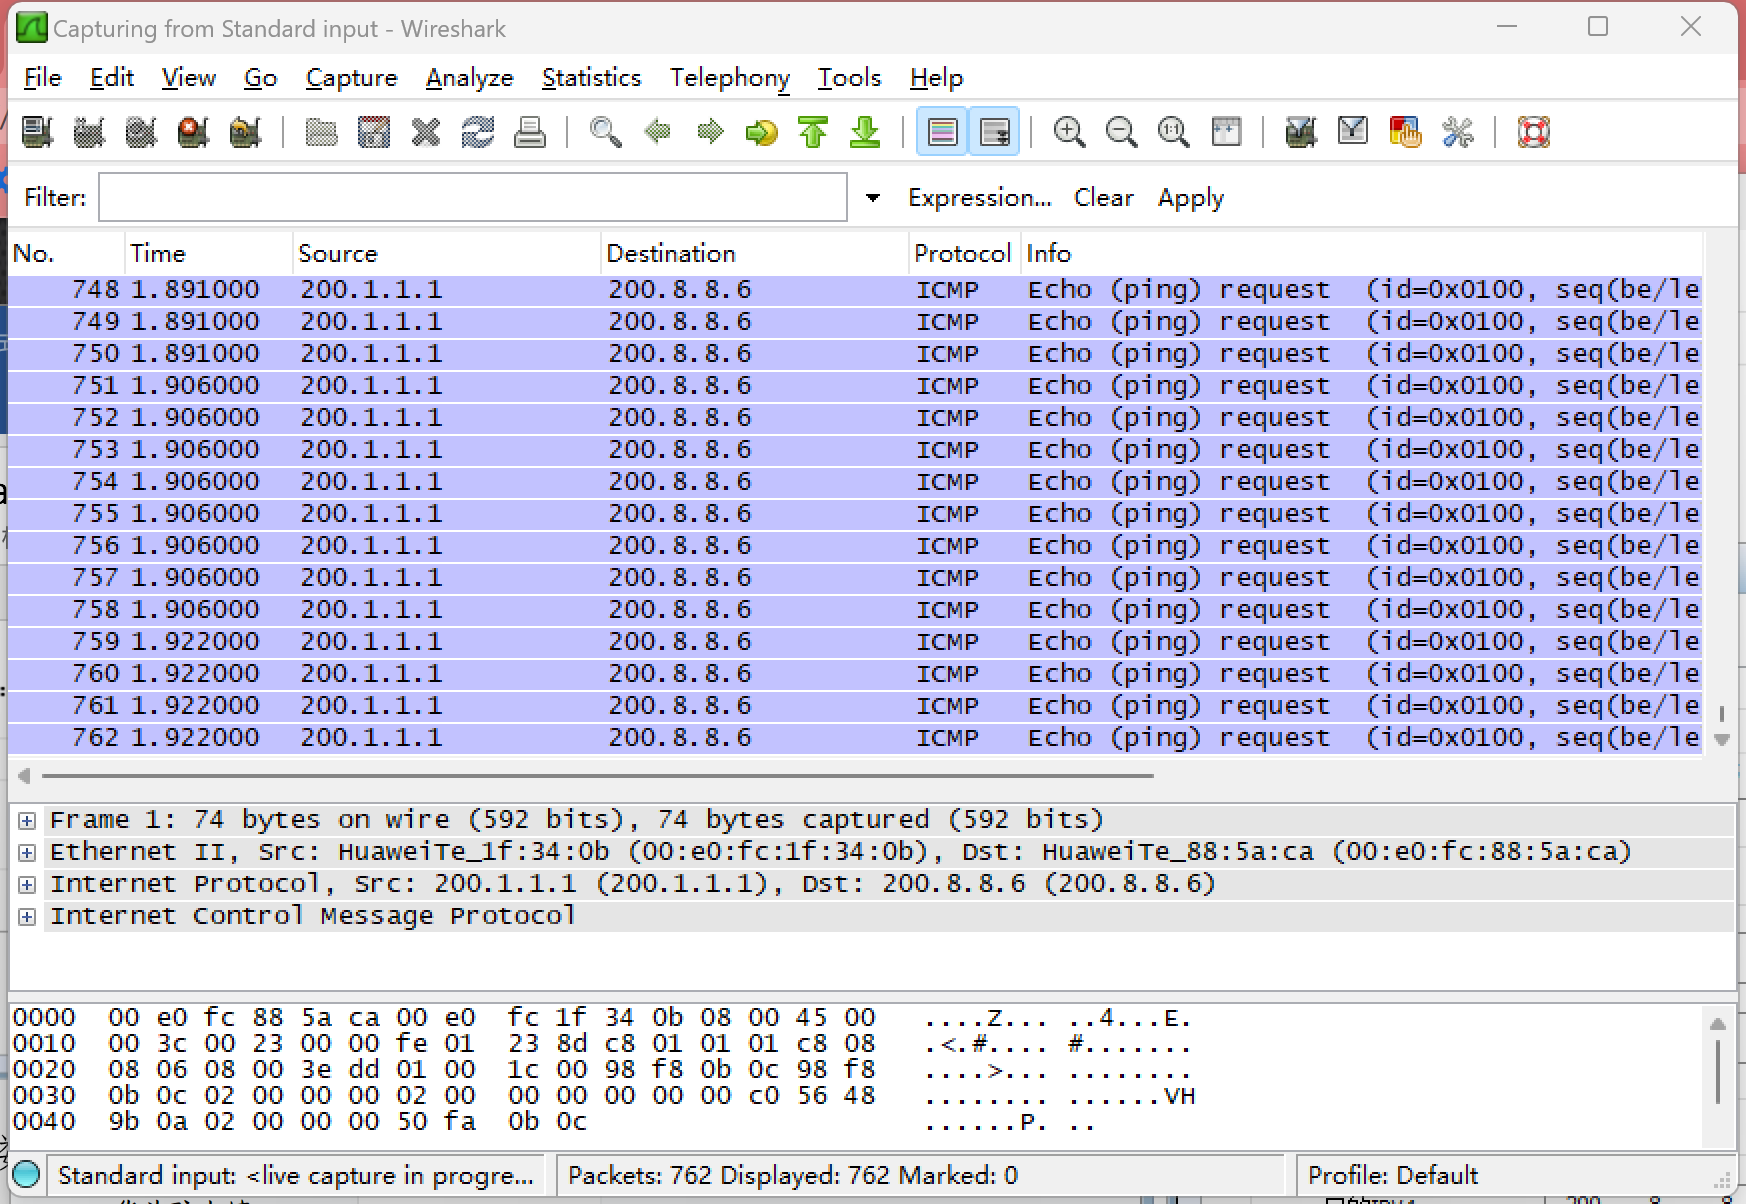 Capturing from Standard input - Wireshark
File Edit View Go Capture Analyze Statistics Telephony Tools Help
Filter: Expression... Clear Apply
No. Time Source Destination Protocol Info
748 1.891000 200.1.1.1 200.8.8.6 ICMP Echo (ping) request (id=0x0100, seq(be/le
749 1.891000 200.1.1.1 200.8.8.6 ICMP Echo (ping) request (id=0x0100, seq(be/le
750 1.891000 200.1.1.1 200.8.8.6 ICMP Echo (ping) request (id=0x0100, seq(be/le
751 1.906000 200.1.1.1 200.8.8.6 ICMP Echo (ping) request (id=0x0100, seq(be/le
752 1.906000 200.1.1.1 200.8.8.6 ICMP Echo (ping) request (id=0x0100, seq(be/le
753 1.906000 200.1.1.1 200.8.8.6 ICMP Echo (ping) request (id=0x0100, seq(be/le
754 1.906000 200.1.1.1 200.8.8.6 ICMP Echo (ping) request (id=0x0100, seq(be/le
755 1.906000 200.1.1.1 200.8.8.6 ICMP Echo (ping) request (id=0x0100, seq(be/le
756 1.906000 200.1.1.1 200.8.8.6 ICMP Echo (ping) request (id=0x0100, seq(be/le
757 1.906000 200.1.1.1 200.8.8.6 ICMP Echo (ping) request (id=0x0100, seq(be/le
758 1.906000 200.1.1.1 200.8.8.6 ICMP Echo (ping) request (id=0x0100, seq(be/le
759 1.922000 200.1.1.1 200.8.8.6 ICMP Echo (ping) request (id=0x0100, seq(be/le
760 1.922000 200.1.1.1 200.8.8.6 ICMP Echo (ping) request (id=0x0100, seq(be/le
761 1.922000 200.1.1.1 200.8.8.6 ICMP Echo (ping) request (id=0x0100, seq(be/le
762 1.922000 200.1.1.1 200.8.8.6 ICMP Echo (ping) request (id=0x0100, seq(be/le
Frame 1: 74 bytes on wire (592 bits), 74 bytes captured (592 bits)
Ethernet II, Src: HuaweiTe_1f:34:0b (00:e0:fc:1f:34:0b), Dst: HuaweiTe_88:5a:ca (00:e0:fc:88:5a:ca)
Internet Protocol, Src: 200.1.1.1 (200.1.1.1), Dst: 200.8.8.6 (200.8.8.6)
Internet Control Message Protocol
0000 00 e0 fc 88 5a ca 00 e0 fc 1f 34 0b 08 00 45 00 ....Z... ..4...E.
0010 00 3c 00 23 00 00 fe 01 23 8d c8 01 01 01 c8 08 .<.#.... #.......
0020 08 06 08 00 3e dd 01 00 1c 00 98 f8 0b 0c 98 f8 ....>... ........
0030 0b 0c 02 00 00 00 02 00 00 00 00 00 00 c0 56 48 ........ ......VH
0040 9b 0a 02 00 00 00 50 fa 0b 0c ......P. ..
Standard input: <live capture in progre... Packets: 762 Displayed: 762 Marked: 0 Profile: Default